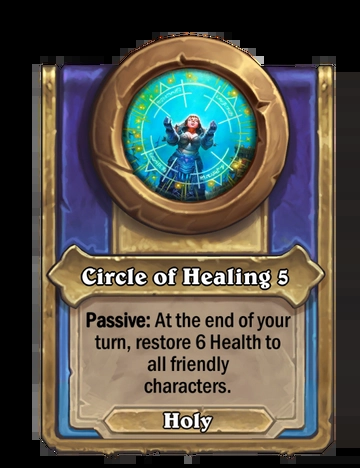 Circle of Healing 5
Passive: At the end of your
turn, restore 6 Health to
all friendly
characters.
Holy